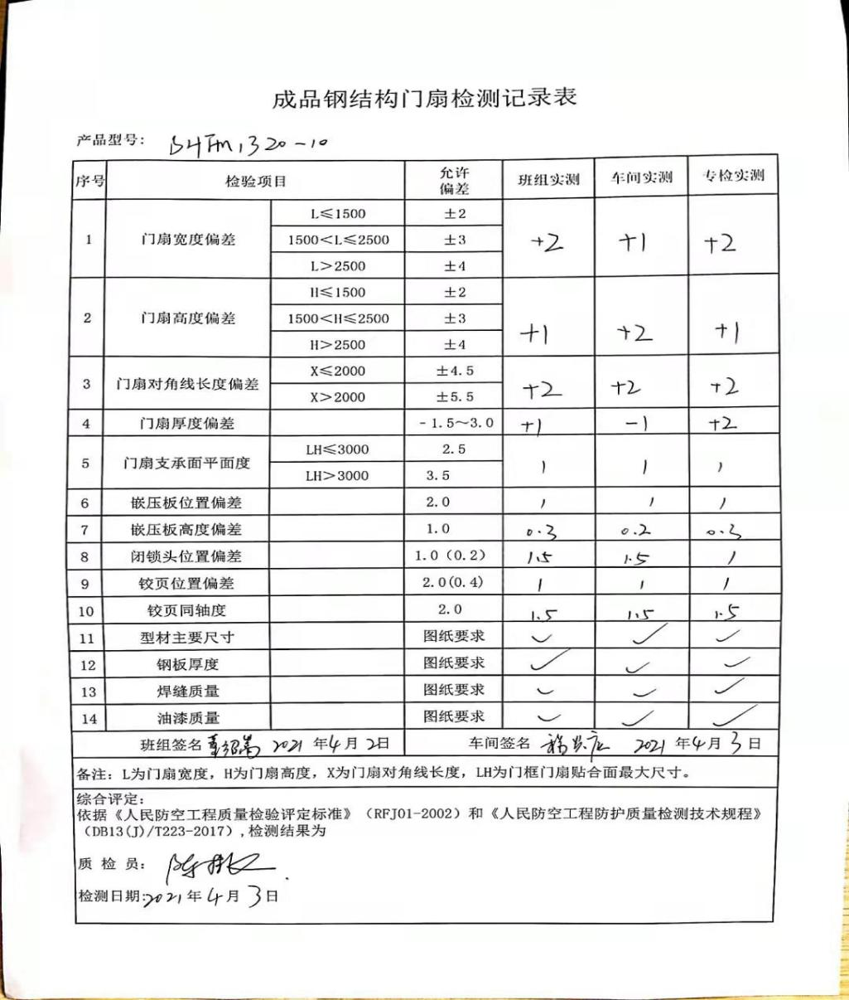 成品钢结构门扇检测记录表
产品型号: BHFM1320-10
序号 检验项目 允许偏差 班组实测 车间实测 专检实测
1 门扇宽度偏差 L≤1500 ±2 +2 +1 +2
1500<L≤2500 ±3
L>2500 ±4
2 门扇高度偏差 H≤1500 ±2 +1 +2 +1
1500<H≤2500 ±3
H>2500 ±4
3 门扇对角线长度偏差 X≤2000 ±4.5 +2 +2 +2
X>2000 ±5.5
4 门扇厚度偏差 -1.5~3.0 +1 -1 +2
5 门扇支承面平面度 LH≤3000 2.5 1 1 1
LH>3000 3.5
6 嵌压板位置偏差 2.0 1 1 1
7 嵌压板高度偏差 1.0 0.3 0.2 0.3
8 闭锁头位置偏差 1.0(0.2) 1.5 1.5 1
9 铰页位置偏差 2.0(0.4) 1 1 1
10 铰页同轴度 2.0 1.5 1.5 1.5
11 型材主要尺寸 图纸要求 ✓ ✓ ✓
12 钢板厚度 图纸要求 ✓ ✓ ✓
13 焊缝质量 图纸要求 ✓ ✓ ✓
14 油漆质量 图纸要求 ✓ ✓ ✓
班组签名 2021年4月2日 车间签名 2021年4月3日
备注: L为门扇宽度, H为门扇高度, X为门扇对角线长度, LH为门框门扇贴合面最大尺寸。
综合评定:
依据《人民防空工程质量检验评定标准》(RFJ01-2002)和《人民防空工程防护质量检测技术规程》
(DB13(J)/T223-2017),检测结果为
质 检 员:
检测日期:2021年4月3日